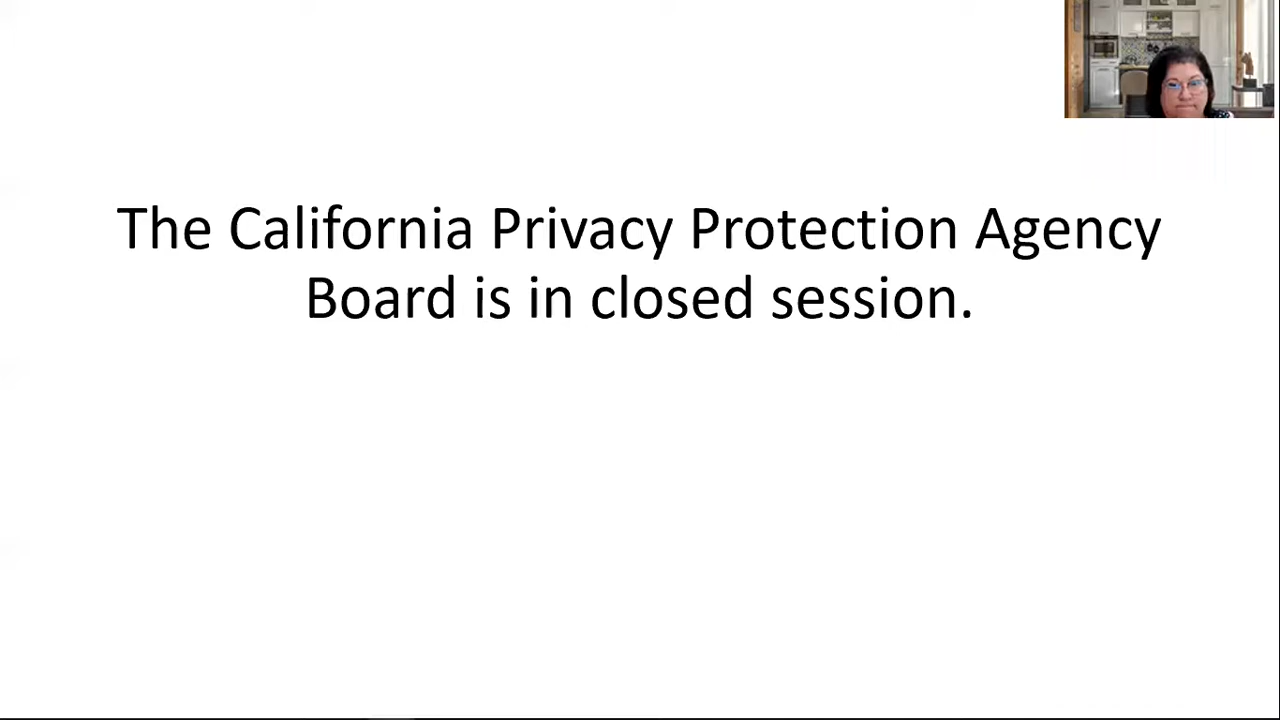 The California Privacy Protection Agency
Board is in closed session.